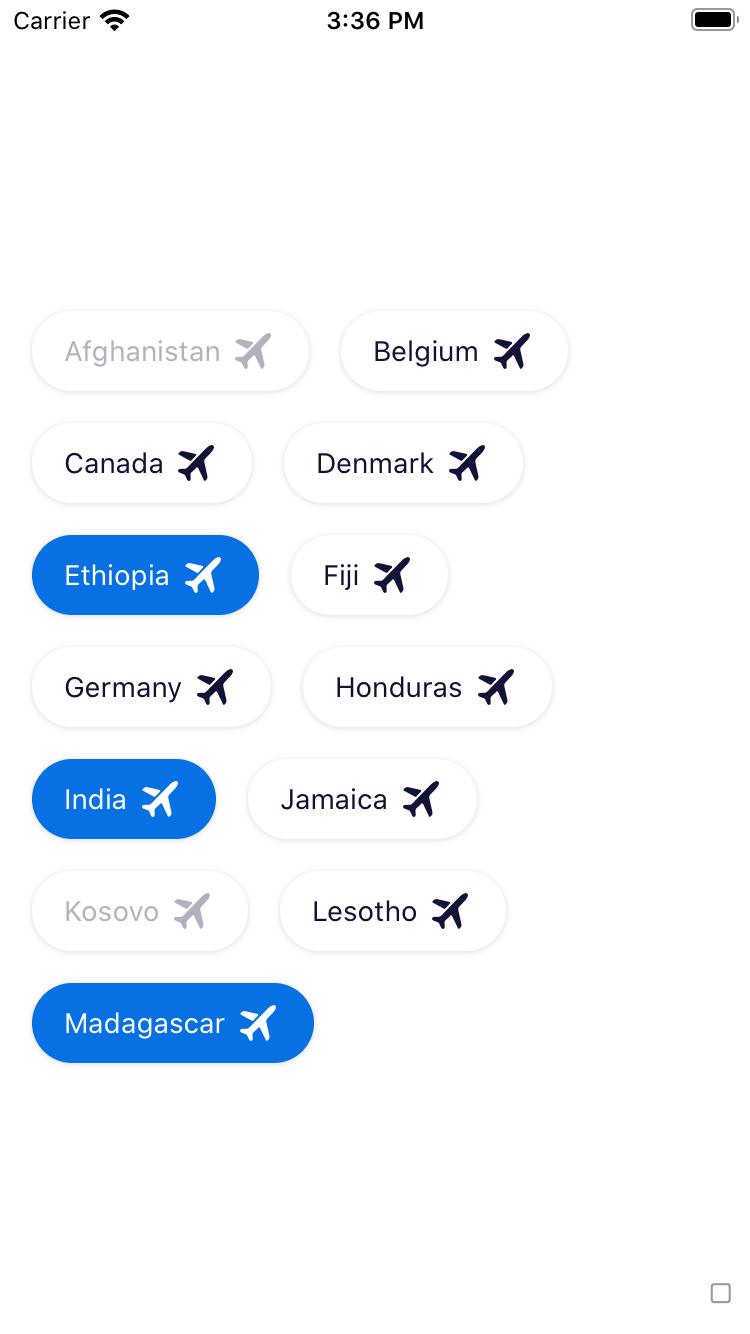 Carrier 3:36 PM
Afghanistan Belgium
Canada Denmark
Ethiopia Fiji
Germany Honduras
India Jamaica
Kosovo Lesotho
Madagascar